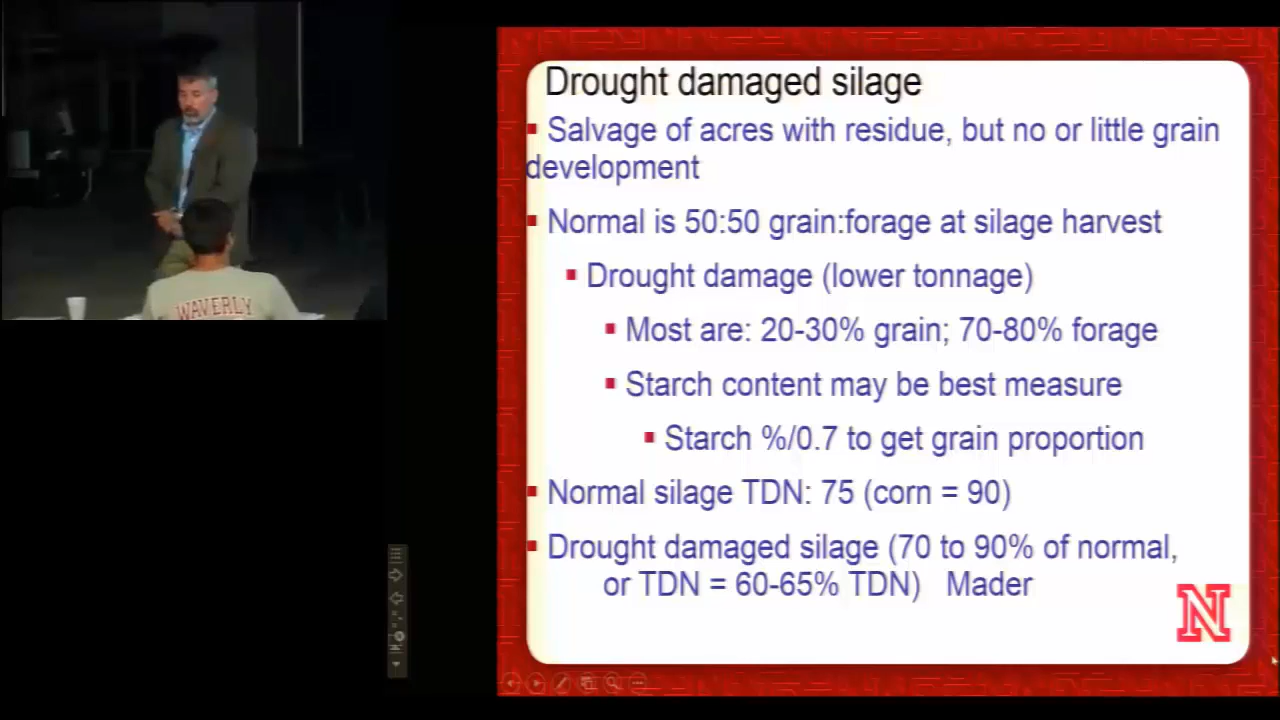 Drought damaged silage
▪ Salvage of acres with residue, but no or little grain
development
▪ Normal is 50:50 grain:forage at silage harvest
▪ Drought damage (lower tonnage)
▪ Most are: 20-30% grain; 70-80% forage
▪ Starch content may be best measure
▪ Starch %/0.7 to get grain proportion
▪ Normal silage TDN: 75 (corn = 90)
▪ Drought damaged silage (70 to 90% of normal,
or TDN = 60-65% TDN) Mader
N
WAVERLY